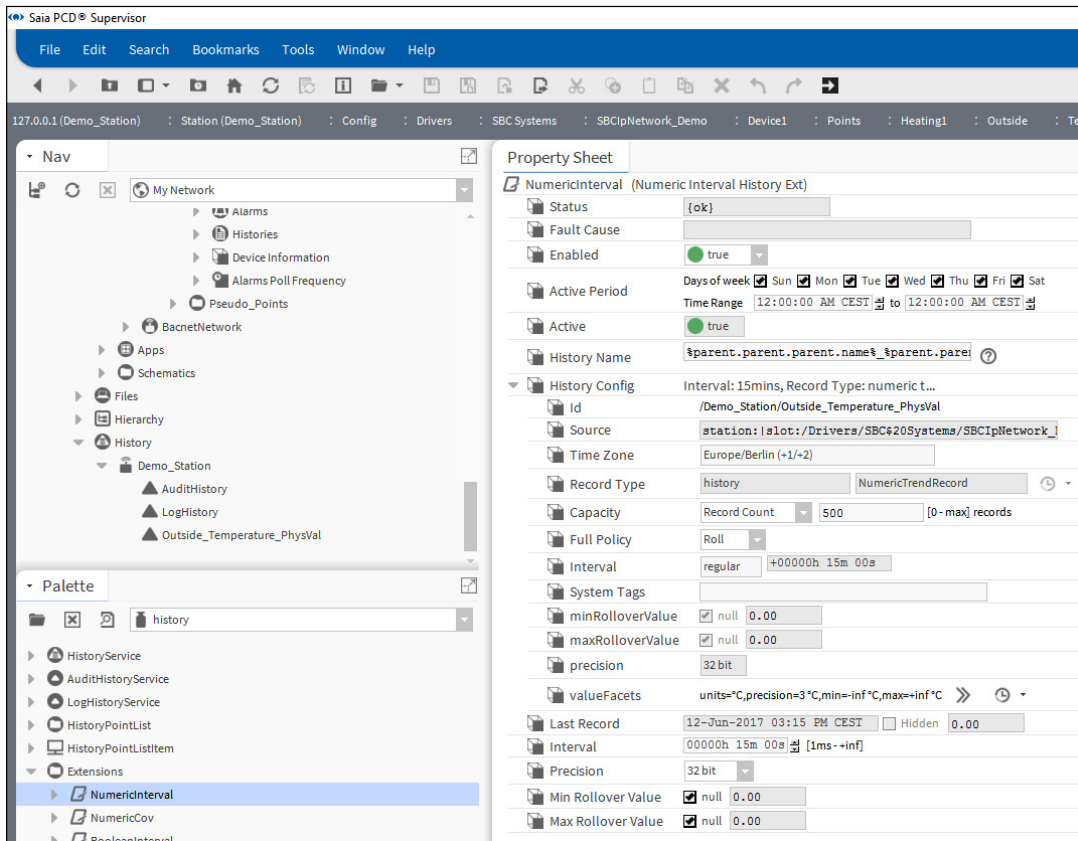 Saia PCD® Supervisor
File Edit Search Bookmarks Tools Window Help
127.0.0.1 (Demo_Station) : Station (Demo_Station) : Config : Drivers : SBC Systems : SBCIpNetwork_Demo : Device1 : Points : Heating1 : Outside : Te
Nav
My Network
Alarms
Histories
Device Information
Alarms Poll Frequency
Pseudo_Points
BacnetNetwork
Apps
Schematics
Files
Hierarchy
History
Demo_Station
AuditHistory
LogHistory
Outside_Temperature_PhysVal
Palette
history
HistoryService
AuditHistoryService
LogHistoryService
HistoryPointList
HistoryPointListItem
Extensions
NumericInterval
NumericCov
BooleanInterval
Property Sheet
NumericInterval (Numeric Interval History Ext)
Status {ok}
Fault Cause
Enabled true
Active Period Days of week Sun Mon Tue Wed Thu Fri Sat
Time Range 12:00:00 AM CEST to 12:00:00 AM CEST
Active true
History Name %parent.parent.parent.name%_%parent.parer
History Config Interval: 15mins, Record Type: numeric t...
Id /Demo_Station/Outside_Temperature_PhysVal
Source station:|slot:/Drivers/SBC$20Systems/SBCIpNetwork_
Time Zone Europe/Berlin (+1/+2)
Record Type history NumericTrendRecord
Capacity Record Count 500 [0 - max] records
Full Policy Roll
Interval regular +00000h 15m 00s
System Tags
minRolloverValue null 0.00
maxRolloverValue null 0.00
precision 32 bit
valueFacets units=°C,precision=3 °C,min=-inf °C,max=+inf °C
Last Record 12-Jun-2017 03:15 PM CEST Hidden 0.00
Interval 00000h 15m 00s [1ms - +inf]
Precision 32 bit
Min Rollover Value null 0.00
Max Rollover Value null 0.00